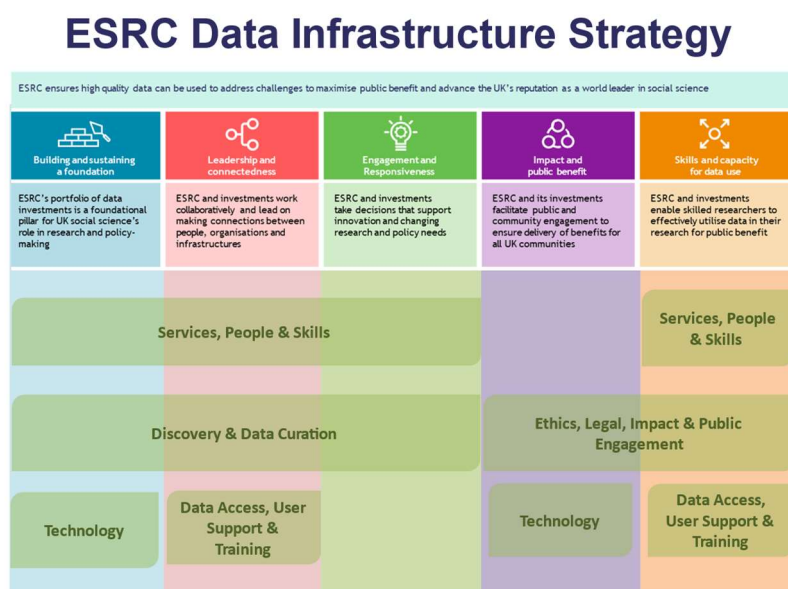 ESRC Data Infrastructure Strategy
ESRC ensures high quality data can be used to address challenges to maximise public benefit and advance the UK's reputation as a world leader in social science
Building and sustaining
a foundation
ESRC's portfolio of data
investments is a foundational
pillar for UK social science's
role in research and policy-
making
Leadership and
connectedness
ESRC and investments work
collaboratively and lead on
making connections between
people, organisations and
infrastructures
Engagement and
Responsiveness
ESRC and investments
take decisions that support
innovation and changing
research and policy needs
Impact and
public benefit
ESRC and its investments
facilitate public and
community engagement to
ensure delivery of benefits for
all UK communities
Skills and capacity
for data use
ESRC and investments
enable skilled researchers to
effectively utilise data in their
research for public benefit
Services, People & Skills
Services, People
& Skills
Discovery & Data Curation
Ethics, Legal, Impact & Public
Engagement
Technology
Data Access, User
Support &
Training
Technology
Data Access,
User Support &
Training